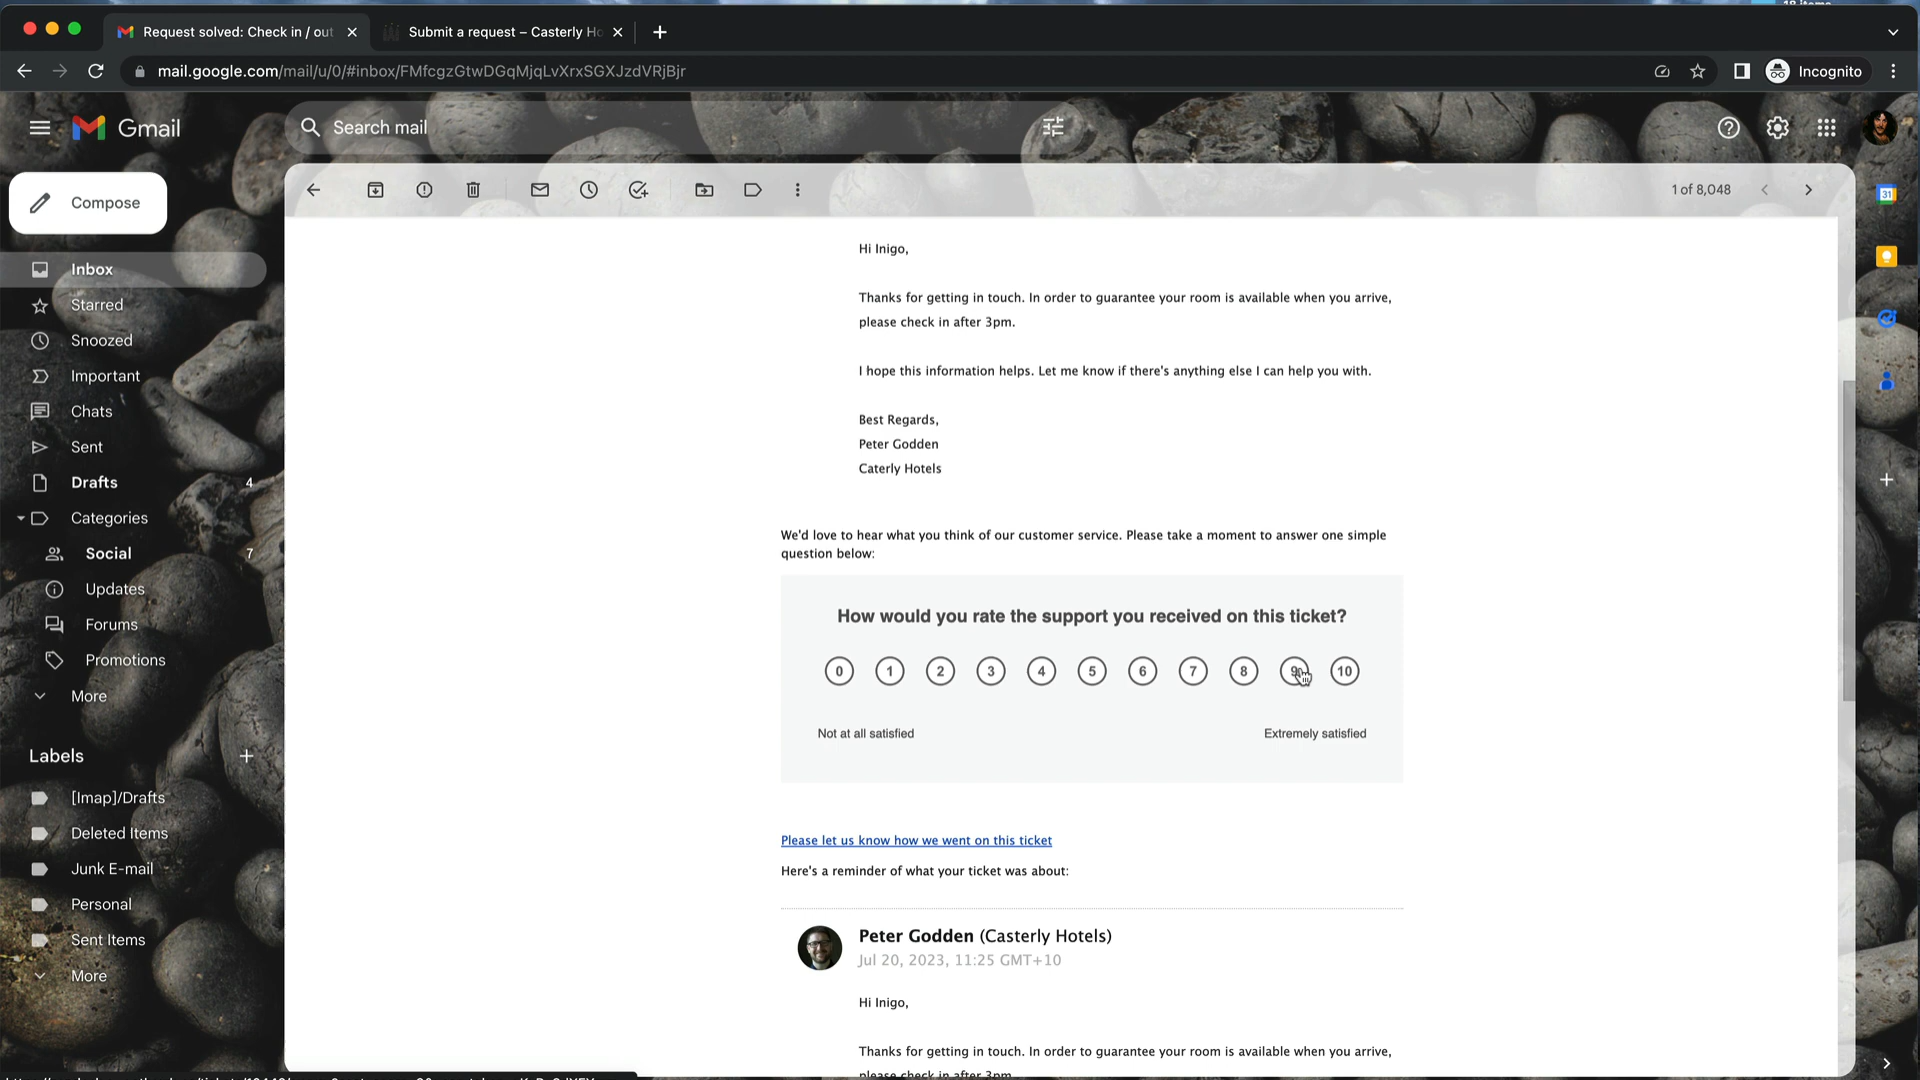 Request solved: Check in / out
Submit a request – Casterly Ho
mail.google.com/mail/u/0/#inbox/FMfcgzGtwDGqMjqLvXrxSGXJzdVRjBjr
Incognito
Gmail
Search mail
Compose
1 of 8,048
31
Inbox
Starred
Snoozed
Important
Chats
Sent
Drafts 4
Categories
Social 7
Updates
Forums
Promotions
More
Labels
[Imap]/Drafts
Deleted Items
Junk E-mail
Personal
Sent Items
More
Hi Inigo,
Thanks for getting in touch. In order to guarantee your room is available when you arrive,
please check in after 3pm.
I hope this information helps. Let me know if there's anything else I can help you with.
Best Regards,
Peter Godden
Caterly Hotels
We'd love to hear what you think of our customer service. Please take a moment to answer one simple
question below:
How would you rate the support you received on this ticket?
0 1 2 3 4 5 6 7 8 9 10
Not at all satisfied Extremely satisfied
Please let us know how we went on this ticket
Here's a reminder of what your ticket was about:
Peter Godden (Casterly Hotels)
Jul 20, 2023, 11:25 GMT+10
Hi Inigo,
Thanks for getting in touch. In order to guarantee your room is available when you arrive,
please check in after 3pm.